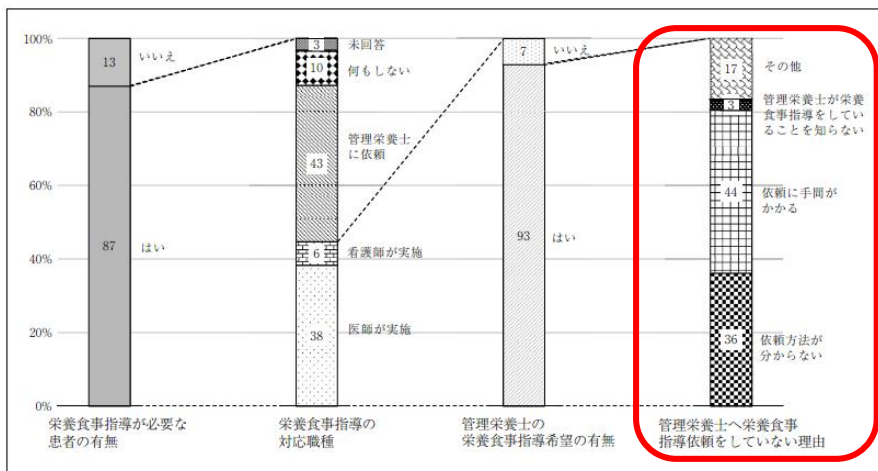 100%
80%
60%
40%
20%
0%
13
いいえ
87
はい
栄養食事指導が必要な
患者の有無
3
未回答
10
何もしない
43
管理栄養士
に依頼
6
看護師が実施
38
医師が実施
栄養食事指導の
対応職種
7
いいえ
93
はい
管理栄養士の
栄養食事指導希望の有無
17
その他
3
管理栄養士が栄養
食事指導をしてい
ることを知らない
44
依頼に手間が
かかる
36
依頼方法が
分からない
管理栄養士へ栄養食事
指導依頼をしていない理由